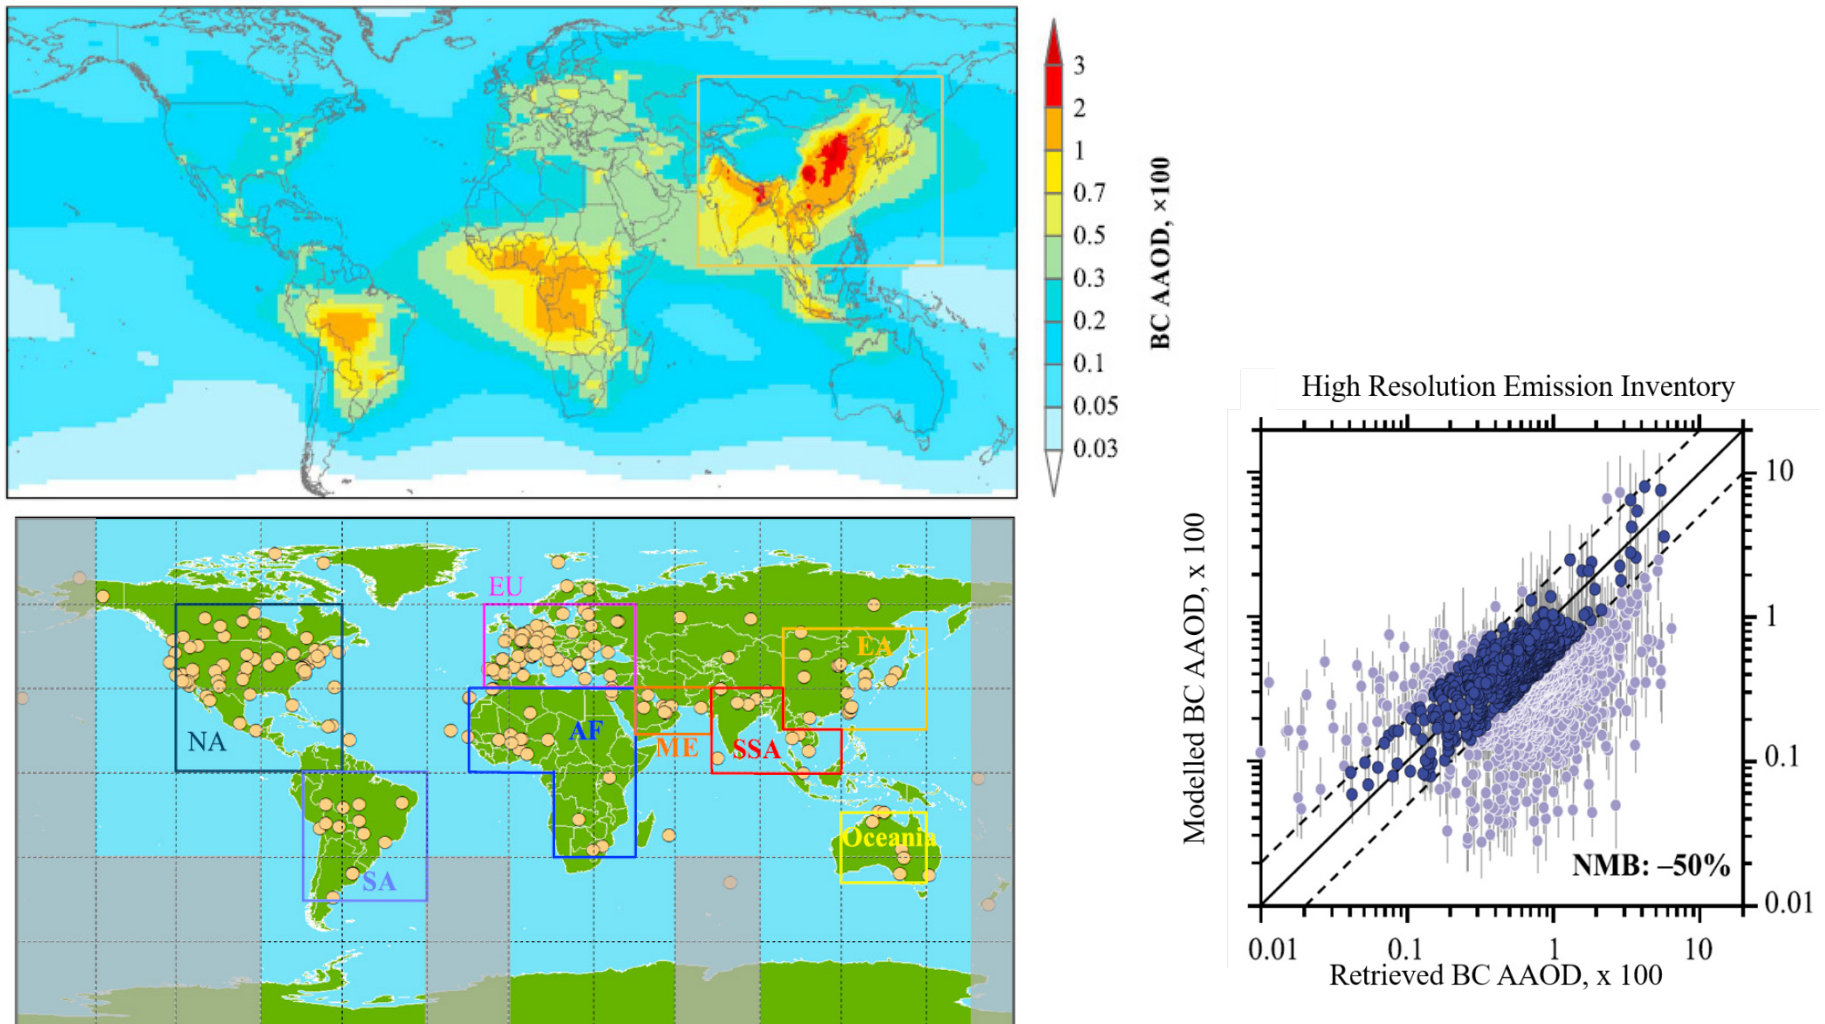 3
2
1
0.7
0.5
0.3
0.2
0.1
0.05
0.03
BC AAOD, ×100
EU
EA
NA
AF
ME
SSA
Oceania
SA
High Resolution Emission Inventory
10
1
0.1
0.01
Modelled BC AAOD, x 100
NMB: –50%
0.01 0.1 1 10
Retrieved BC AAOD, x 100